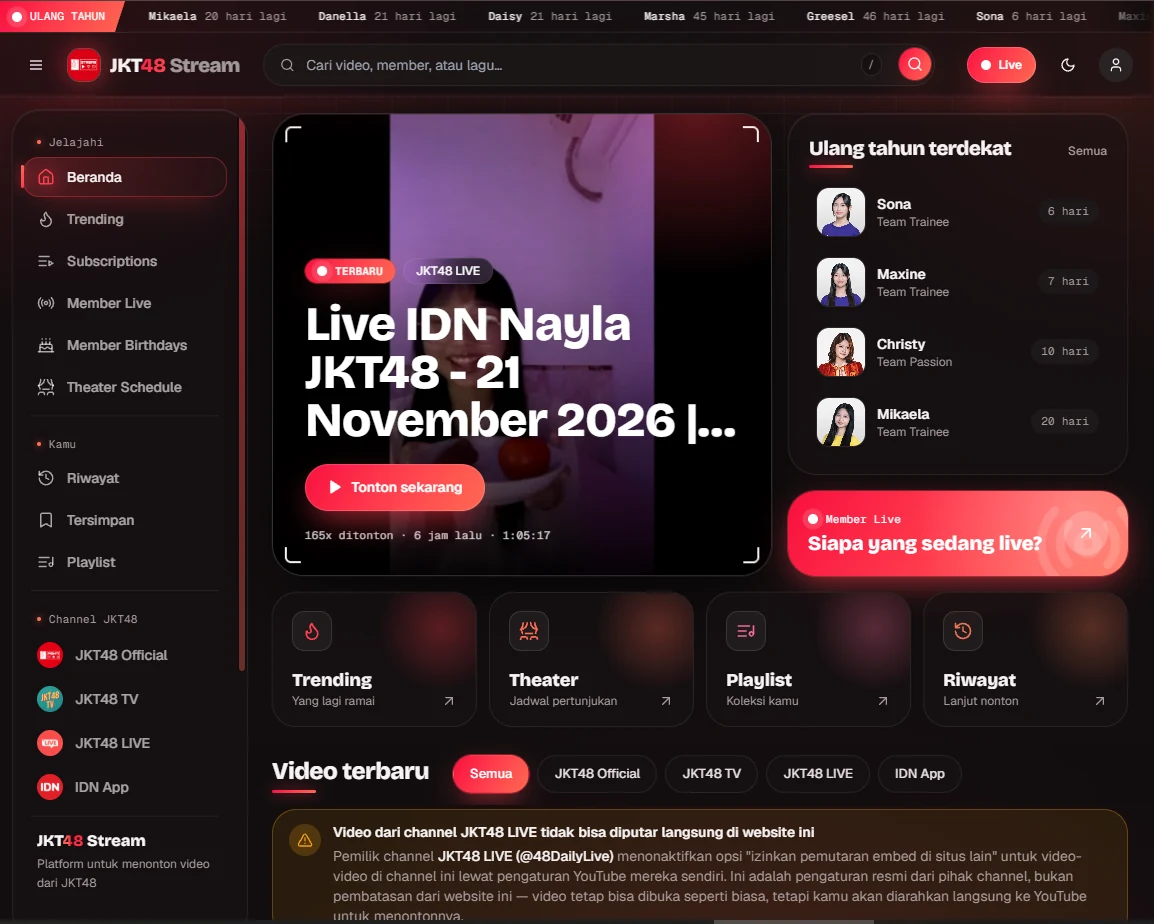 ULANG TAHUN
Mikaela 20 hari lagi
Danella 21 hari lagi
Daisy 21 hari lagi
Marsha 45 hari lagi
Greesel 46 hari lagi
Sona 6 hari lagi
JKT48 Stream
Cari video, member, atau lagu…
/
Live
Jelajahi
Beranda
Trending
Subscriptions
Member Live
Member Birthdays
Theater Schedule
Kamu
Riwayat
Tersimpan
Playlist
Channel JKT48
JKT48 Official
JKT48 TV
JKT48 TV
LIVE
JKT48 LIVE
IDN
IDN App
JKT48 Stream
Platform untuk menonton video
dari JKT48
TERBARU
JKT48 LIVE
Live IDN Nayla
JKT48 - 21
November 2026 |…
Tonton sekarang
165x ditonton · 6 jam lalu · 1:05:17
Ulang tahun terdekat
Semua
Sona
Team Trainee
6 hari
Maxine
Team Trainee
7 hari
Christy
Team Passion
10 hari
Mikaela
Team Trainee
20 hari
Member Live
Siapa yang sedang live?
Trending
Yang lagi ramai
Theater
Jadwal pertunjukan
Playlist
Koleksi kamu
Riwayat
Lanjut nonton
Video terbaru
Semua
JKT48 Official
JKT48 TV
JKT48 LIVE
IDN App
Video dari channel JKT48 LIVE tidak bisa diputar langsung di website ini
Pemilik channel JKT48 LIVE (@48DailyLive) menonaktifkan opsi "izinkan pemutaran embed di situs lain" untuk video-
video di channel ini lewat pengaturan YouTube mereka sendiri. Ini adalah pengaturan resmi dari pihak channel, bukan
pembatasan dari website ini — video tetap bisa dibuka seperti biasa, tetapi kamu akan diarahkan langsung ke YouTube
untuk menontonnya.